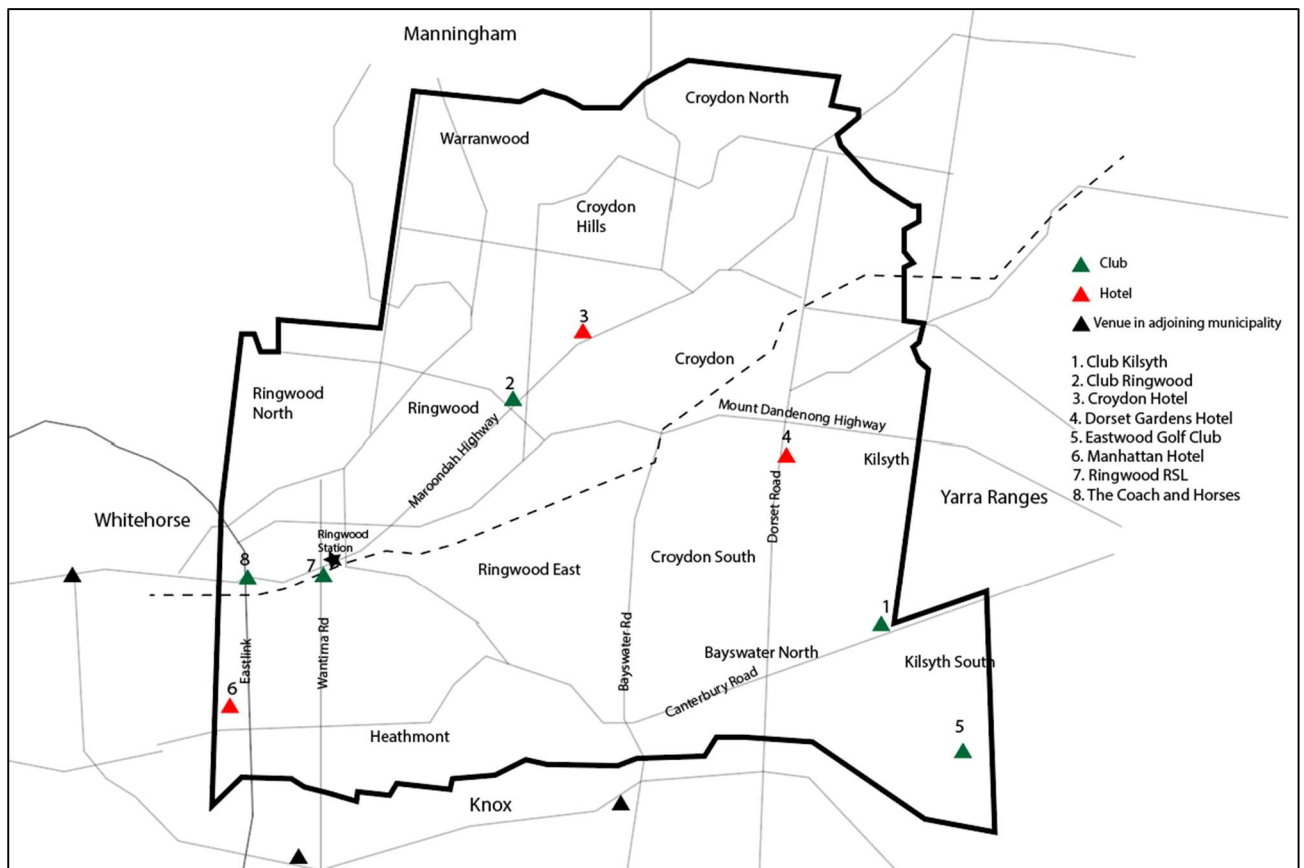 Manningham
Croydon North
Warranwood
Croydon
Hills
Club
Hotel
3
Venue in adjoining municipality
Croydon
1. Club Kilsyth
2. Club Ringwood
3. Croydon Hotel
4. Dorset Gardens Hotel
5. Eastwood Golf Club
6. Manhattan Hotel
7. Ringwood RSL
8. The Coach and Horses
Ringwood
North
2
Ringwood
Mount Dandenong Highway
4
Maroondah Highway
Kilsyth
Yarra Ranges
Whitehorse
Dorset Road
Ringwood
Station
8
7
Ringwood East
Croydon South
1
Eastlink
Wantirna Rd
Bayswater Rd
Bayswater North
Kilsyth South
6
Canterbury Road
Heathmont
5
Knox